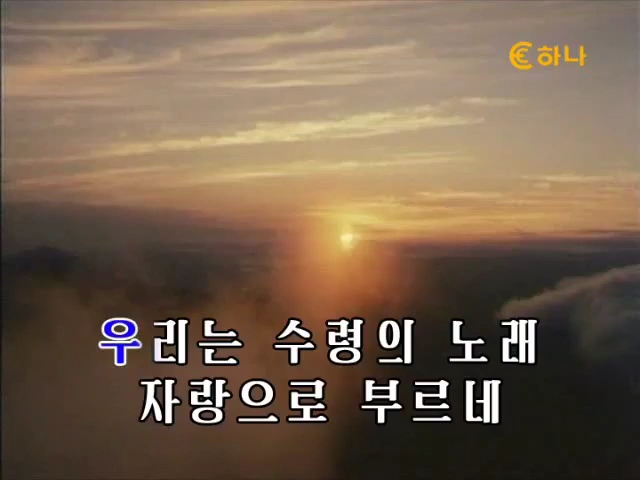 하나
우리는 수령의 노래
자랑으로 부르네